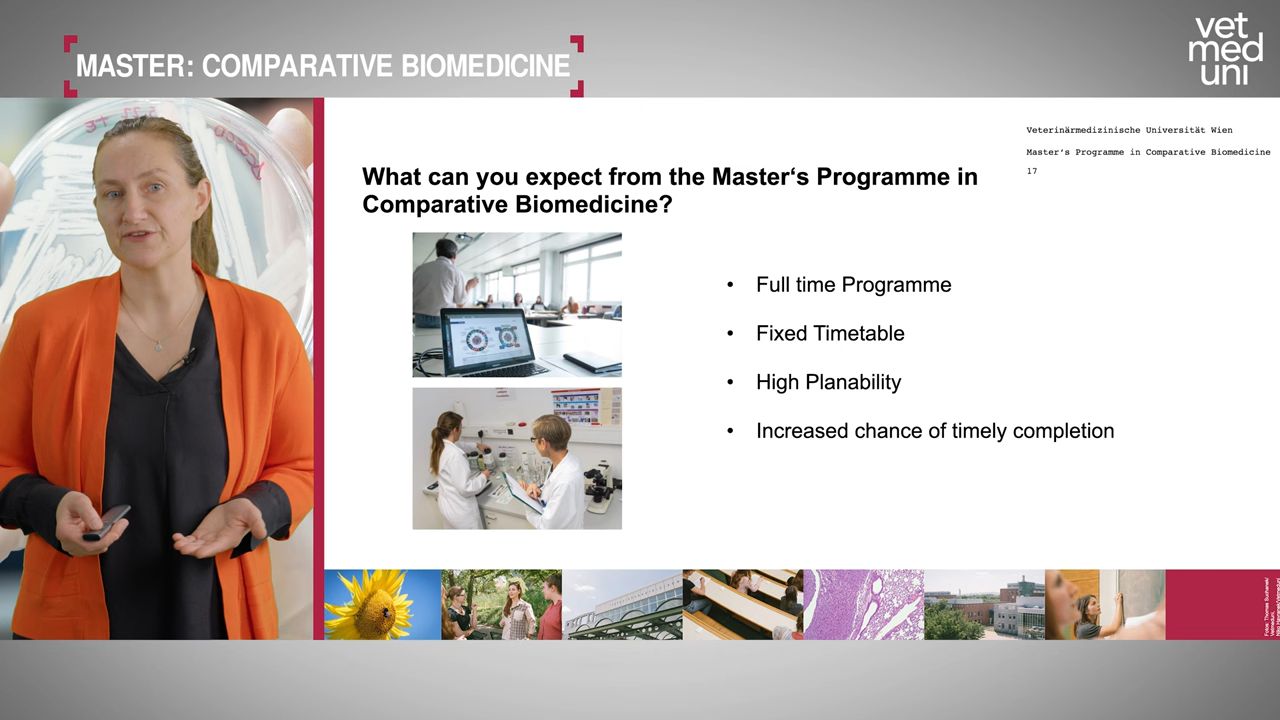 MASTER: COMPARATIVE BIOMEDICINE
vet
med
uni
Veterinärmedizinische Universität Wien
Master‘s Programme in Comparative Biomedicine
17
What can you expect from the Master‘s Programme in
Comparative Biomedicine?
• Full time Programme
• Fixed Timetable
• High Planability
• Increased chance of timely completion